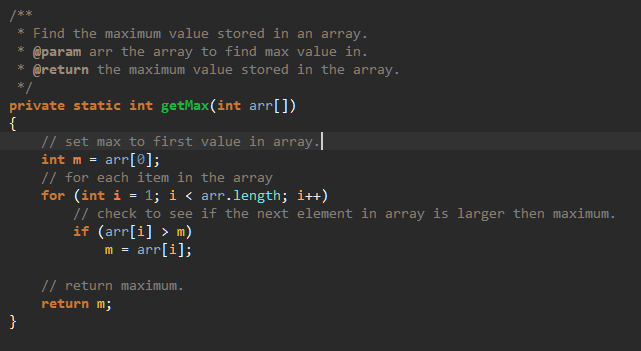 /**
 * Find the maximum value stored in an array.
 * @param arr the array to find max value in.
 * @return the maximum value stored in the array.
 */
private static int getMax(int arr[])
{
    // set max to first value in array.
    int m = arr[0];
    // for each item in the array
    for (int i = 1; i < arr.length; i++)
        // check to see if the next element in array is larger then maximum.
        if (arr[i] > m)
            m = arr[i];

    // return maximum.
    return m;
}